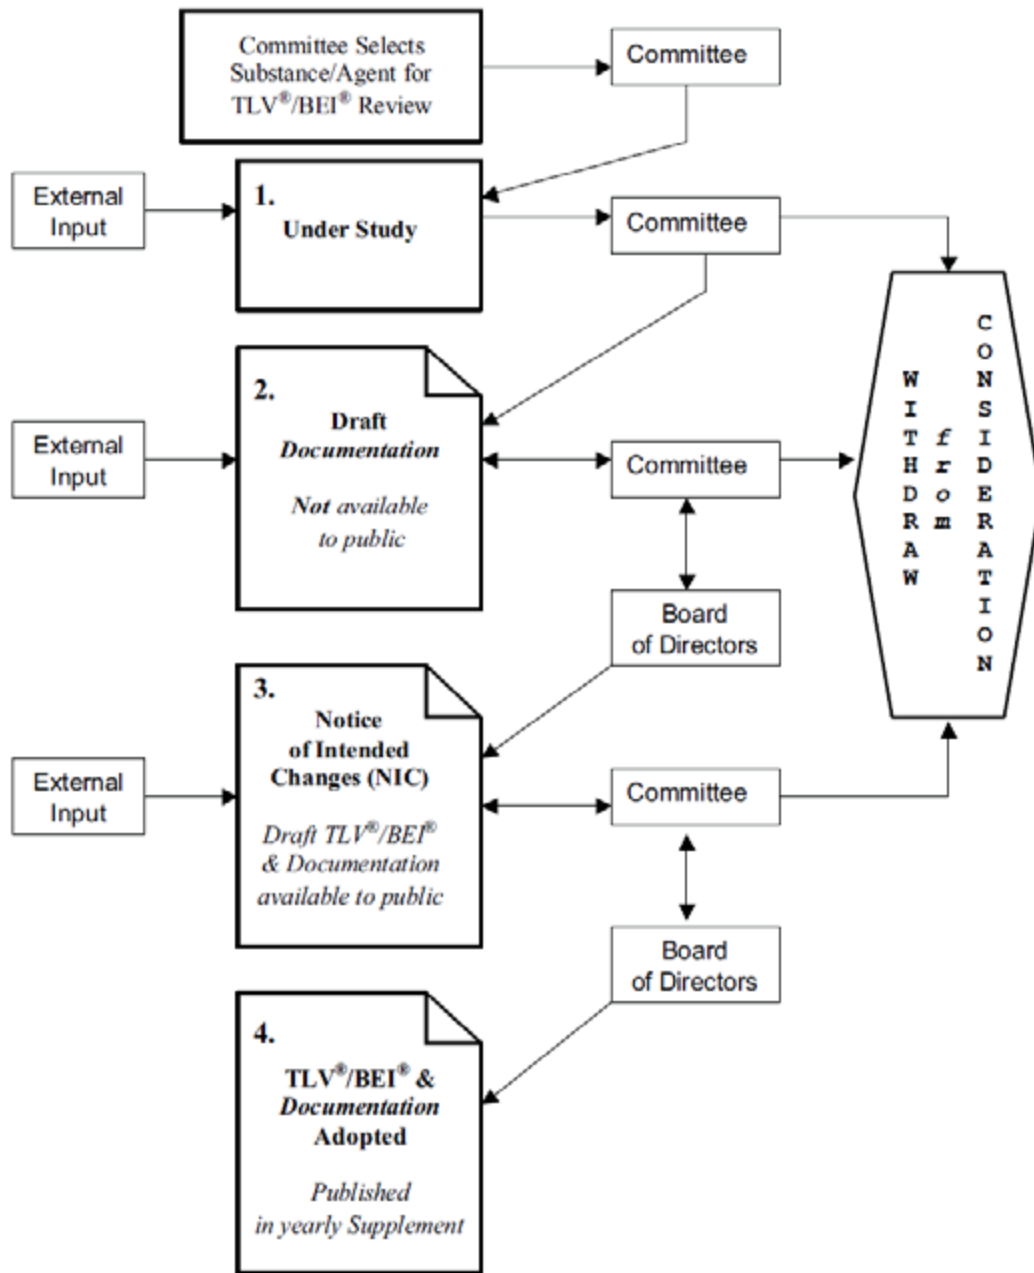 Committee Selects
Substance/Agent for
TLV®/BEI® Review
Committee
External
Input
1.
Under Study
Committee
2.
Draft
Documentation
Not available
to public
External
Input
Committee
Board
of Directors
WITHDRAW
from
CONSIDERATION
3.
Notice
of Intended
Changes (NIC)
Draft TLV®/BEI®
& Documentation
available to public
External
Input
Committee
Board
of Directors
4.
TLV®/BEI® &
Documentation
Adopted
Published
in yearly Supplement